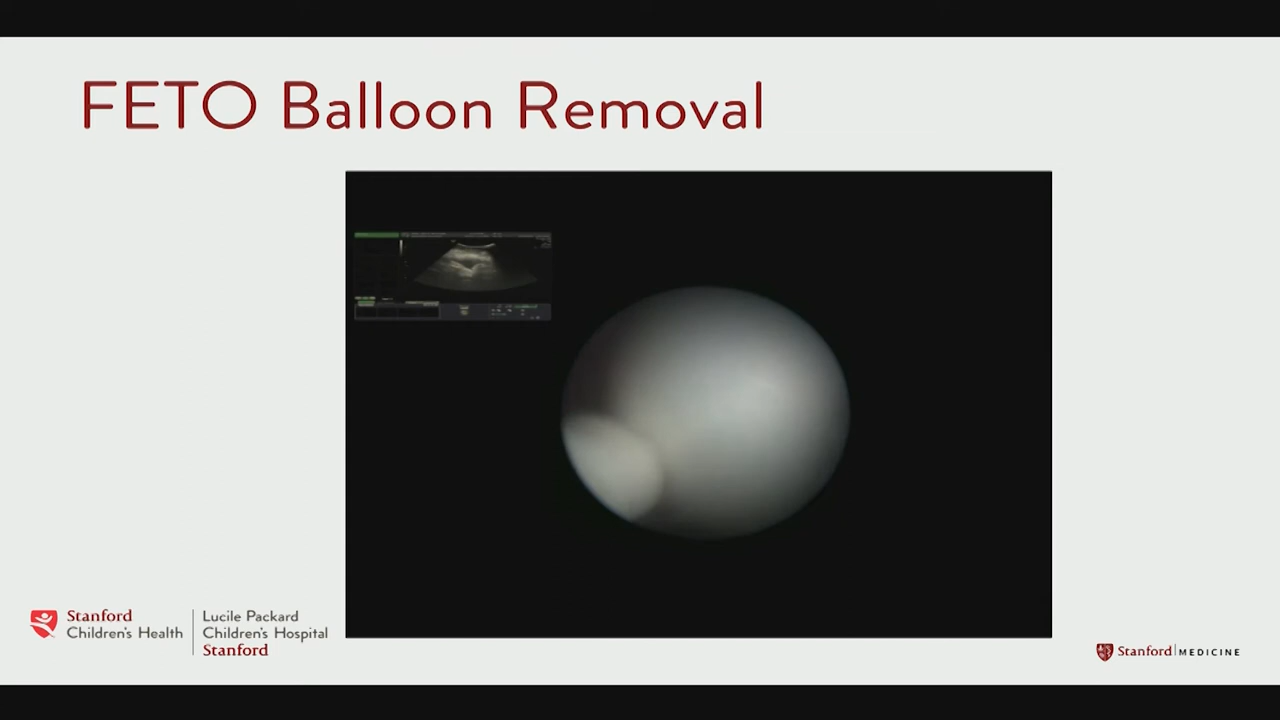 FETO Balloon Removal
Stanford
Children's Health
Lucile Packard
Children's Hospital
Stanford
Stanford MEDICINE